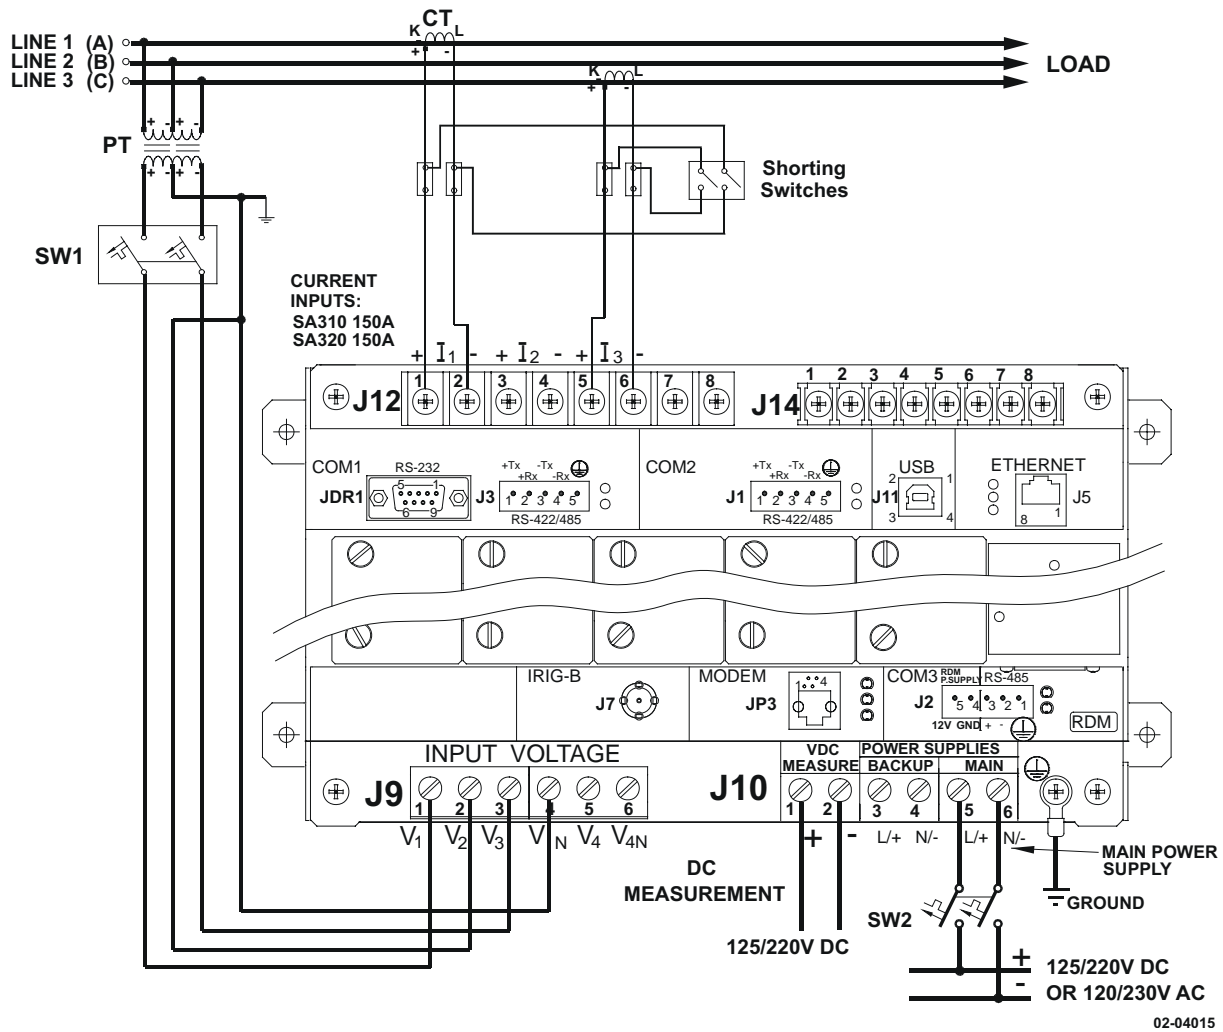 K CT L
LINE 1 (A)
LINE 2 (B)
LINE 3 (C)
+ -
K L
+ -
LOAD
+ - + -
PT
+ - + -
Shorting
Switches
SW1
CURRENT
INPUTS:
SA310 150A
SA320 150A
+ I1 - + I2 - + I3 -
1 2 3 4 5 6 7 8
J12
1 2 3 4 5 6 7 8
J14
COM1
RS-232
5 1
6 9
JDR1
+Tx -Tx
+Rx -Rx
J3
1 2 3 4 5
RS-422/485
COM2
+Tx -Tx
+Rx -Rx
J1
1 2 3 4 5
RS-422/485
USB
2 1
J11
3 4
ETHERNET
J5
8 1
IRIG-B
J7
MODEM
1 4
JP3
COM3
RDM
P.SUPPLY
RS-485
J2
5 4 3 2 1
12V GND + -
RDM
INPUT VOLTAGE
J9
1 2 3 4 5 6
V1 V2 V3 VN V4 V4N
J10
VDC
MEASURE
POWER SUPPLIES
BACKUP MAIN
1 2 3 4 5 6
+ - L/+ N/- L/+ N/-
MAIN POWER
SUPPLY
DC
MEASUREMENT
GROUND
SW2
125/220V DC
+
-
125/220V DC
OR 120/230V AC
02-04015